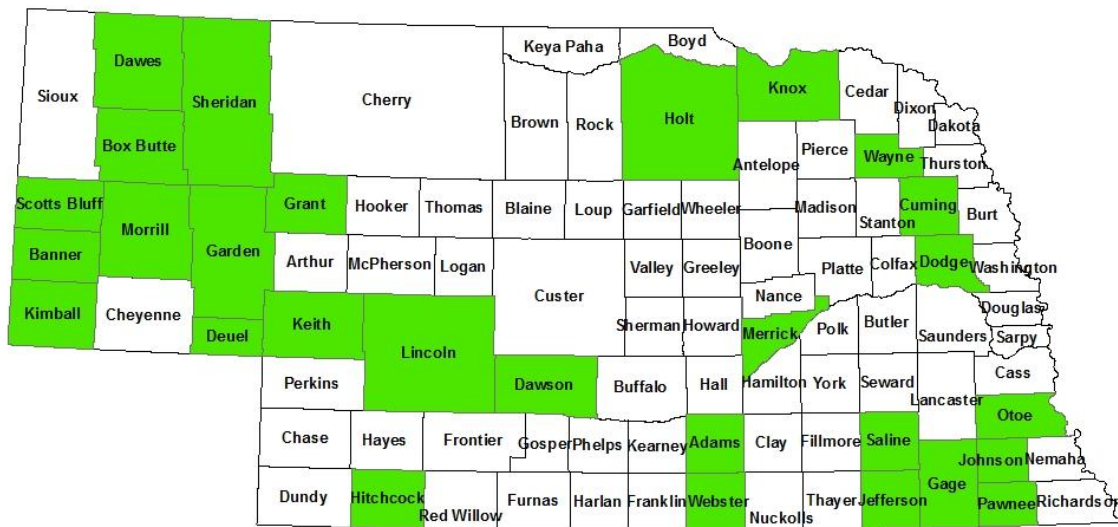 Keya Paha
Boyd
Dawes
Knox
Cedar
Sioux
Sheridan
Cherry
Dixon
Holt
Brown
Rock
Dakota
Box Butte
Pierce
Wayne
Antelope
Thurston
Scotts Bluff
Grant
Hooker
Thomas
Blaine
Loup
Garfield
Wheeler
Madison
Stanton
Cuming
Burt
Morrill
Banner
Garden
Arthur
McPherson
Logan
Valley
Greeley
Boone
Platte
Colfax
Dodge
Washington
Custer
Nance
Kimball
Cheyenne
Deuel
Keith
Sherman
Howard
Merrick
Polk
Butler
Saunders
Douglas
Sarpy
Lincoln
Perkins
Dawson
Buffalo
Hall
Hamilton
York
Seward
Lancaster
Cass
Otoe
Chase
Hayes
Frontier
Gosper
Phelps
Kearney
Adams
Clay
Fillmore
Saline
Johnson
Nemaha
Gage
Dundy
Hitchcock
Red Willow
Furnas
Harlan
Franklin
Webster
Nuckolls
Thayer
Jefferson
Pawnee
Richardson